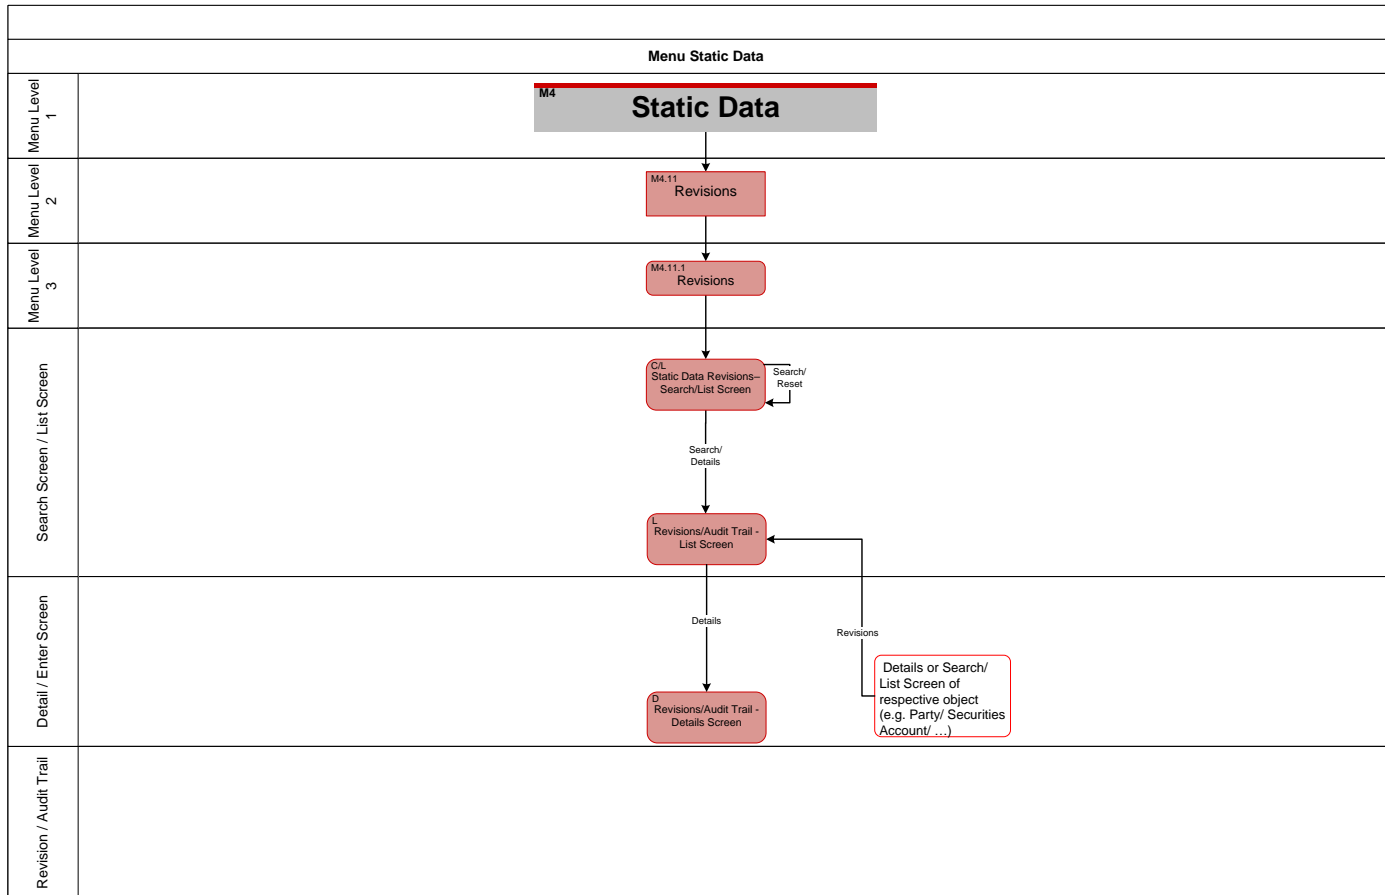 Menu Static Data
Menu Level
1
M4
Static Data
Menu Level
2
M4.11
Revisions
Menu Level
3
M4.11.1
Revisions
Search Screen / List Screen
C/L
Static Data Revisions–
Search/List Screen
Search/
Reset
Search/
Details
L
Revisions/Audit Trail -
List Screen
Detail / Enter Screen
Details
Revisions
Details or Search/
List Screen of
respective object
(e.g. Party/ Securities
Account/ …)
D
Revisions/Audit Trail -
Details Screen
Revision / Audit Trail